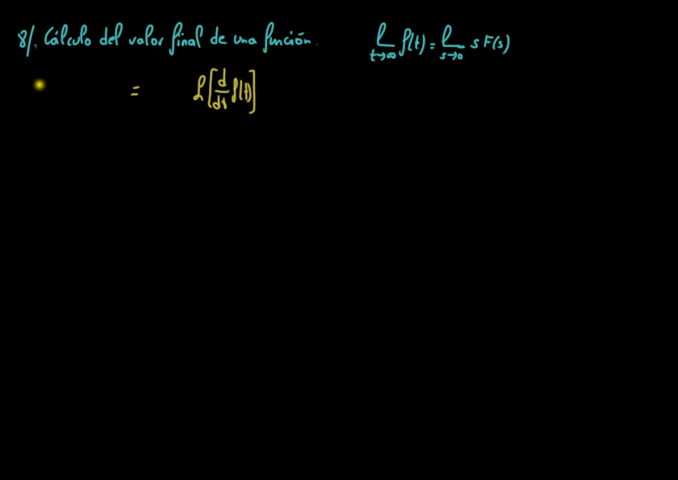 8/. Cálculo del valor final de una función. lim t→∞ f(t) = lim s→0 s F(s)
= ℒ[d/dt f(t)]